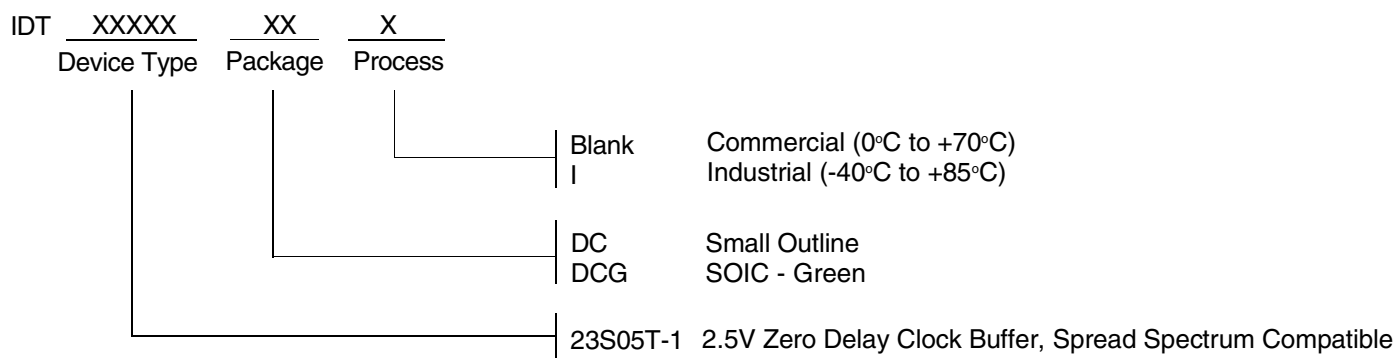 IDT XXXXX XX X
Device Type Package Process
Blank Commercial (0°C to +70°C)
I Industrial (-40°C to +85°C)
DC Small Outline
DCG SOIC - Green
23S05T-1 2.5V Zero Delay Clock Buffer, Spread Spectrum Compatible